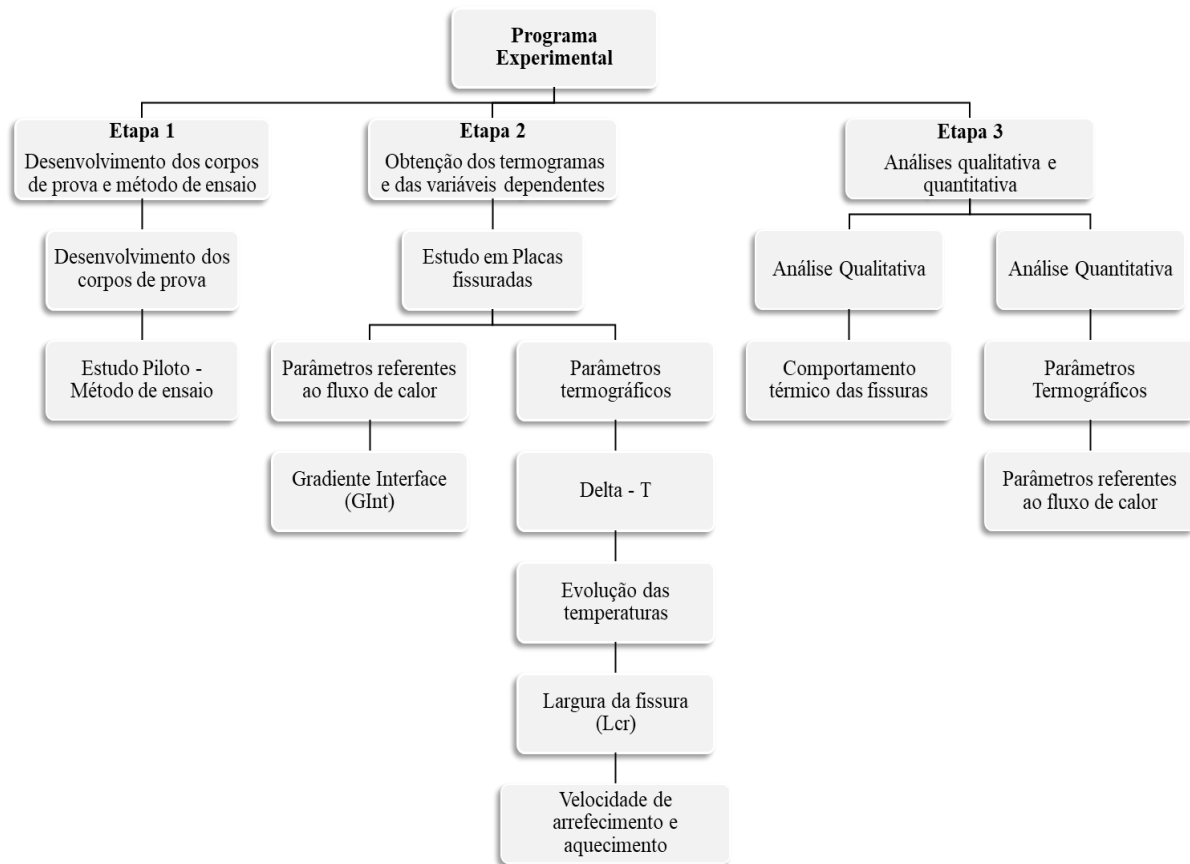 Programa
Experimental
Etapa 1
Desenvolvimento dos corpos
de prova e método de ensaio
Desenvolvimento dos
corpos de prova
Estudo Piloto -
Método de ensaio
Etapa 2
Obtenção dos termogramas
e das variáveis dependentes
Estudo em Placas
fissuradas
Parâmetros referentes
ao fluxo de calor
Gradiente Interface
(GInt)
Parâmetros
termográficos
Delta - T
Evolução das
temperaturas
Largura da fissura
(Lcr)
Velocidade de
arrefecimento e
aquecimento
Etapa 3
Análises qualitativa e
quantitativa
Análise Qualitativa
Comportamento
térmico das fissuras
Análise Quantitativa
Parâmetros
Termográficos
Parâmetros referentes
ao fluxo de calor